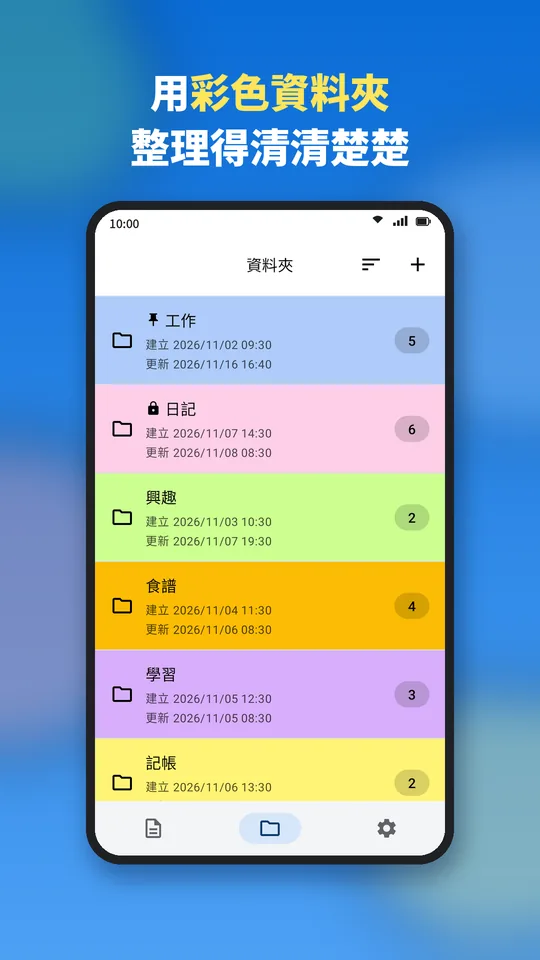 用彩色資料夾
整理得清清楚楚
10:00
資料夾
工作
建立 2026/11/02 09:30
更新 2026/11/16 16:40
5
日記
建立 2026/11/07 14:30
更新 2026/11/08 08:30
6
興趣
建立 2026/11/03 10:30
更新 2026/11/07 19:30
2
食譜
建立 2026/11/04 11:30
更新 2026/11/06 08:30
4
學習
建立 2026/11/05 12:30
更新 2026/11/05 08:30
3
記帳
建立 2026/11/06 13:30
2